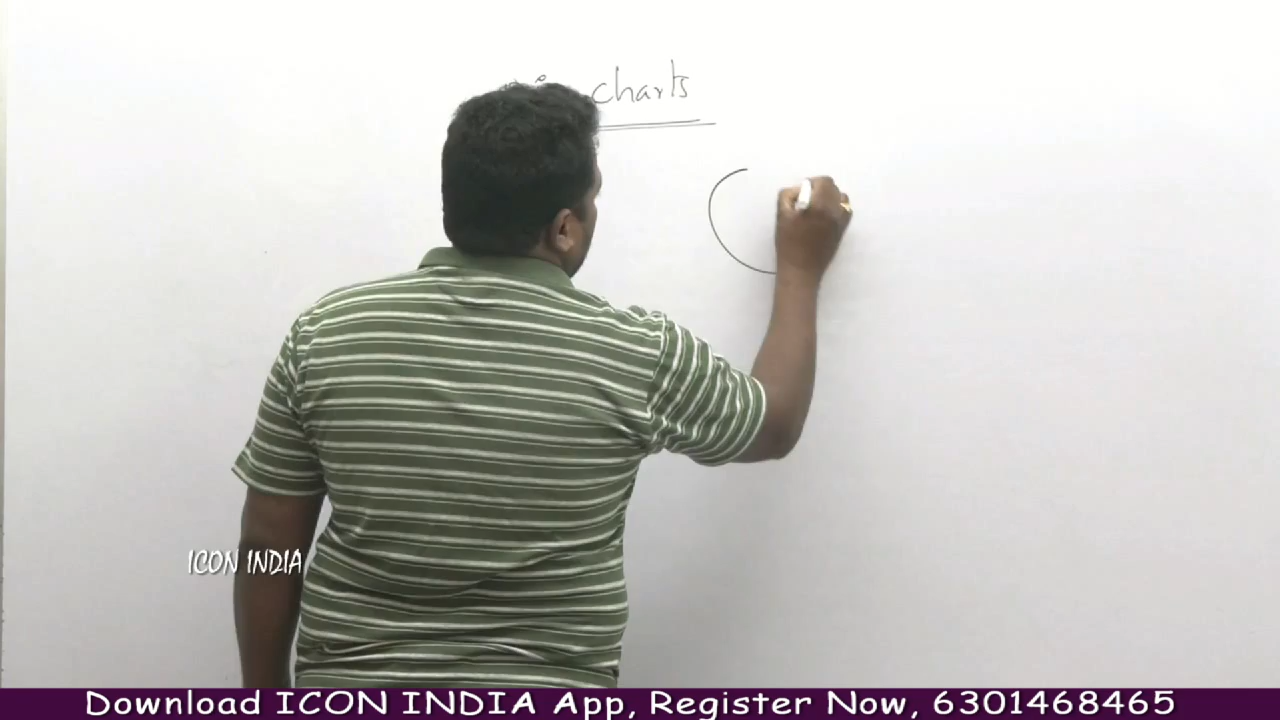 charts
ICON INDIA
Download ICON INDIA App, Register Now, 6301468465